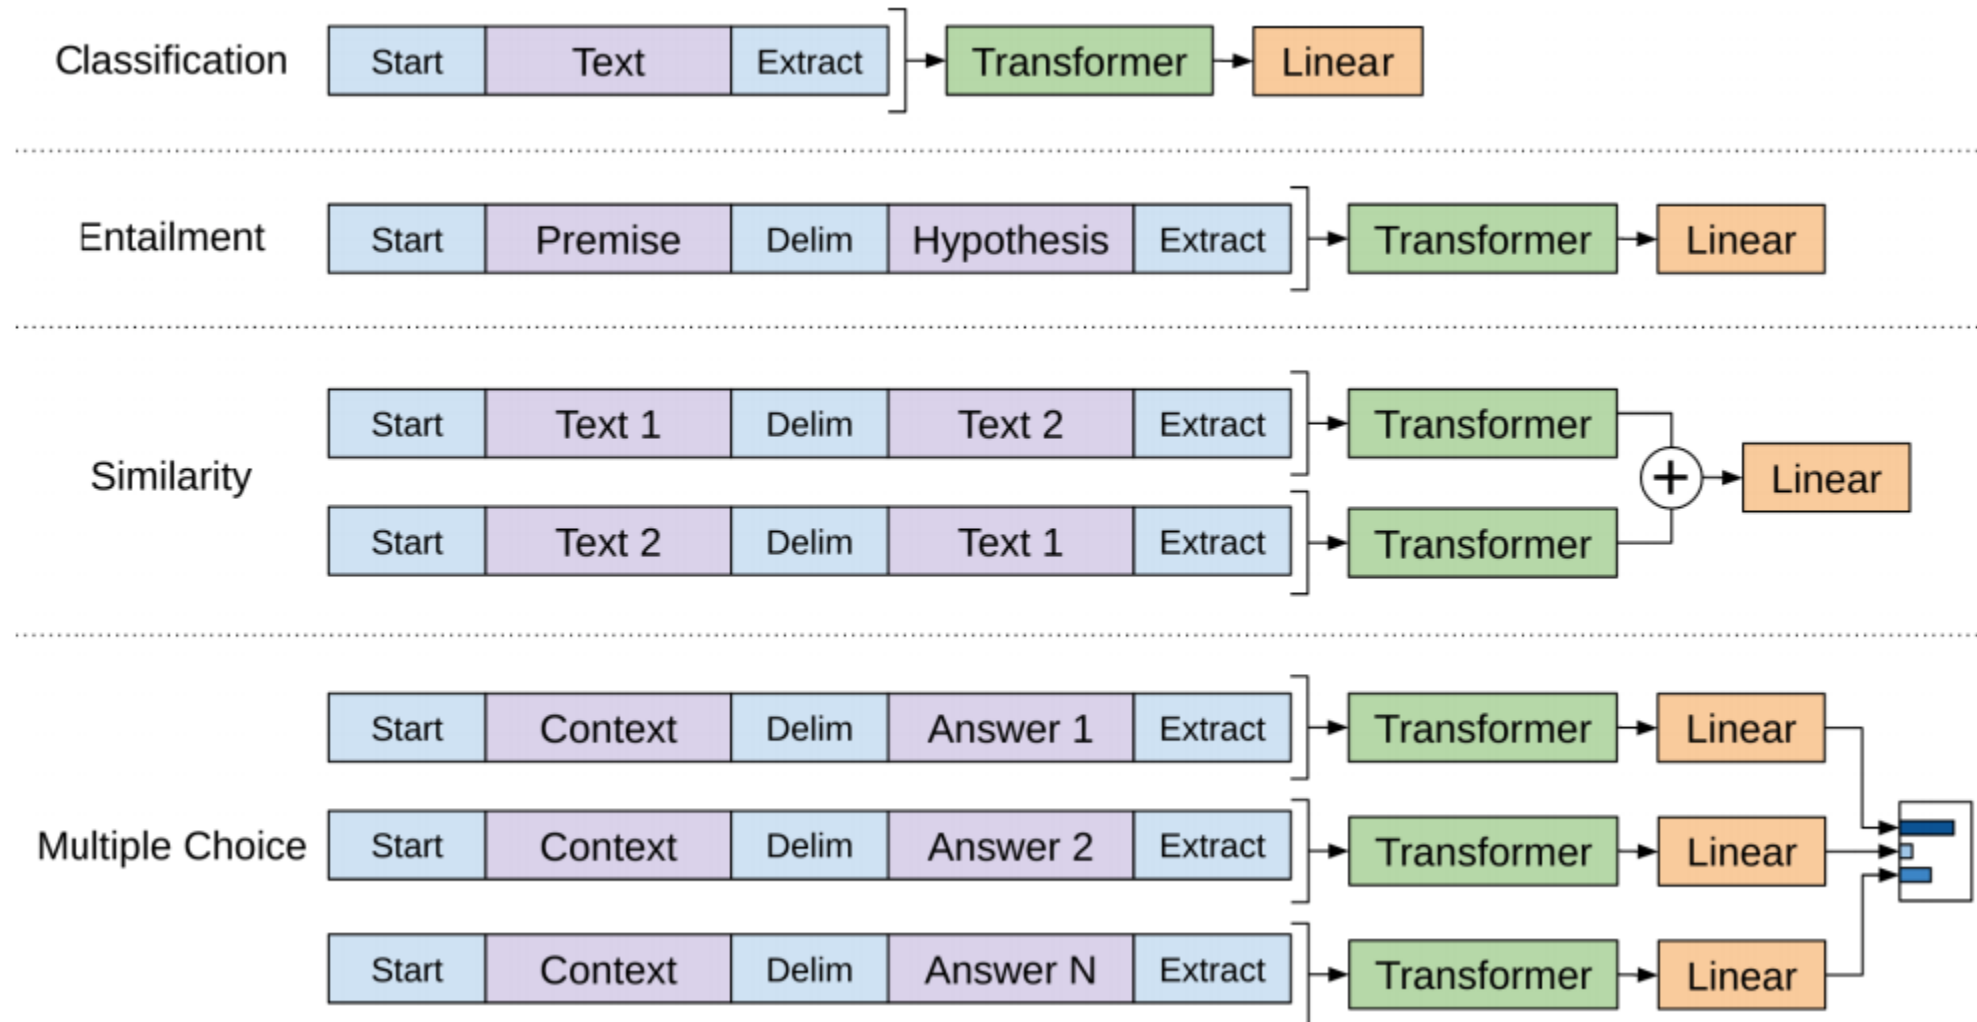 Classification Start Text Extract Transformer Linear
Entailment Start Premise Delim Hypothesis Extract Transformer Linear
Start Text 1 Delim Text 2 Extract Transformer
Similarity + Linear
Start Text 2 Delim Text 1 Extract Transformer
Start Context Delim Answer 1 Extract Transformer Linear
Multiple Choice Start Context Delim Answer 2 Extract Transformer Linear
Start Context Delim Answer N Extract Transformer Linear